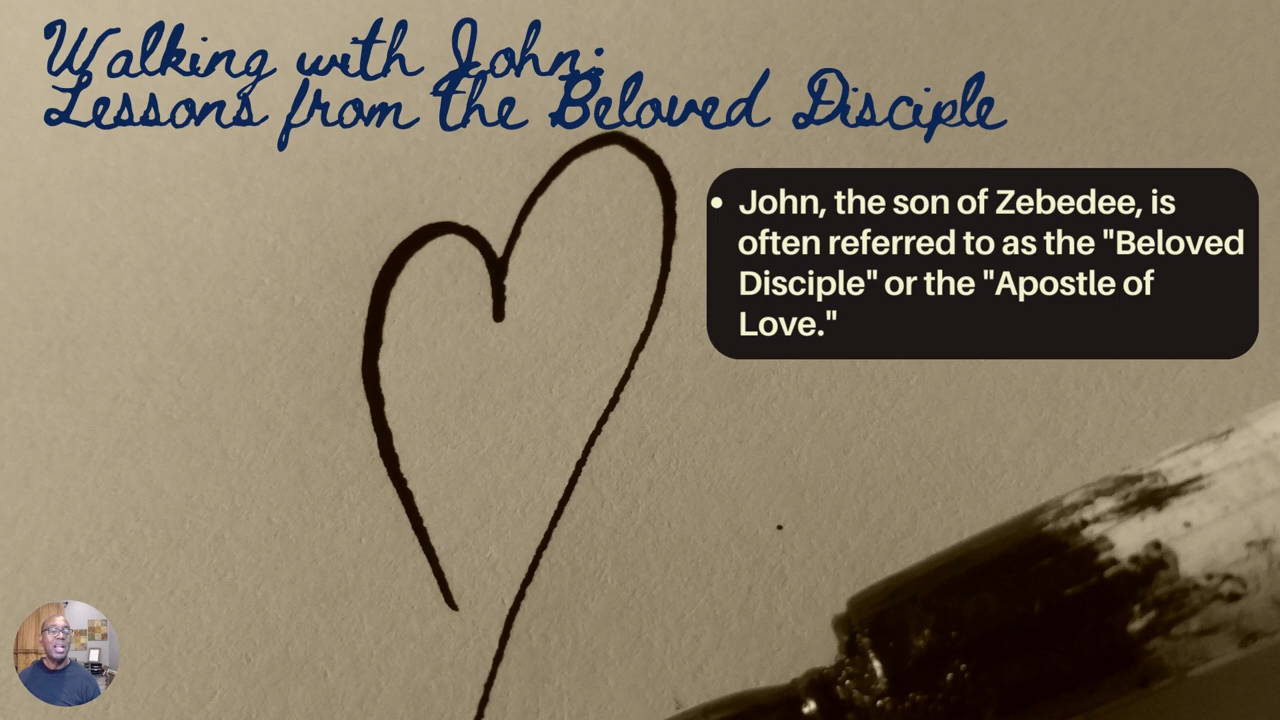 Walking with John:
Lessons from the Beloved Disciple
• John, the son of Zebedee, is
often referred to as the "Beloved
Disciple" or the "Apostle of
Love."